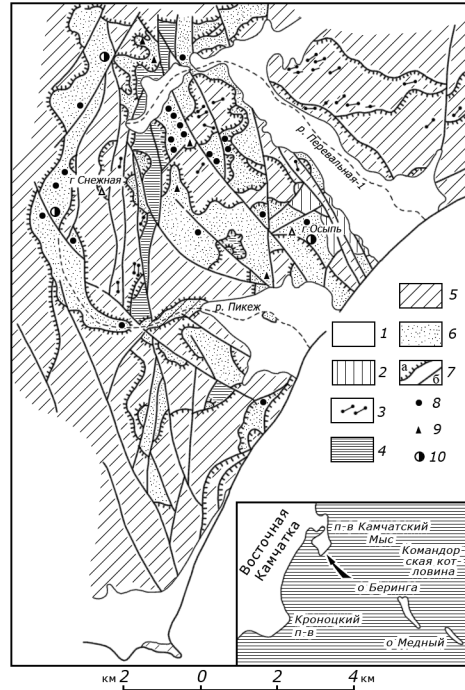 р. Перевальная-1
г Снежная
г. Осыпь
р. Пикеж
1
2
3
4
5
6
а б 7
8
9
10
Восточная
Камчатка
п-в Камчатский
Мыс
Командор-
ская кот-
ловина
о Беринга
Кроноцкий
п-в
о Медный
км 2 0 2 4 км